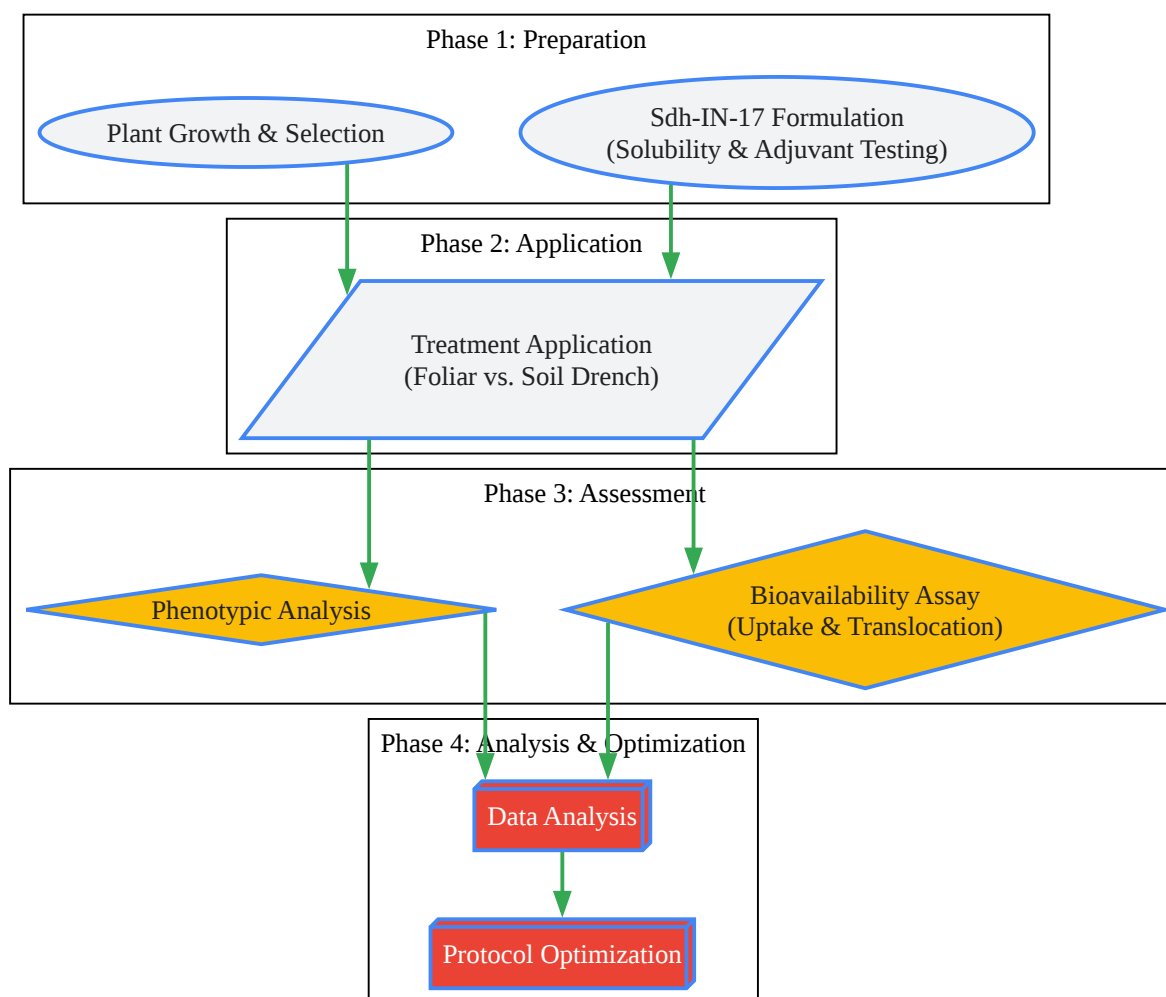 Phase 1: Preparation
Plant Growth & Selection
Sdh-IN-17 Formulation
(Solubility & Adjuvant Testing)
Phase 2: Application
Treatment Application
(Foliar vs. Soil Drench)
Phase 3: Assessment
Phenotypic Analysis
Bioavailability Assay
(Uptake & Translocation)
Phase 4: Analysis & Optimization
Data Analysis
Protocol Optimization